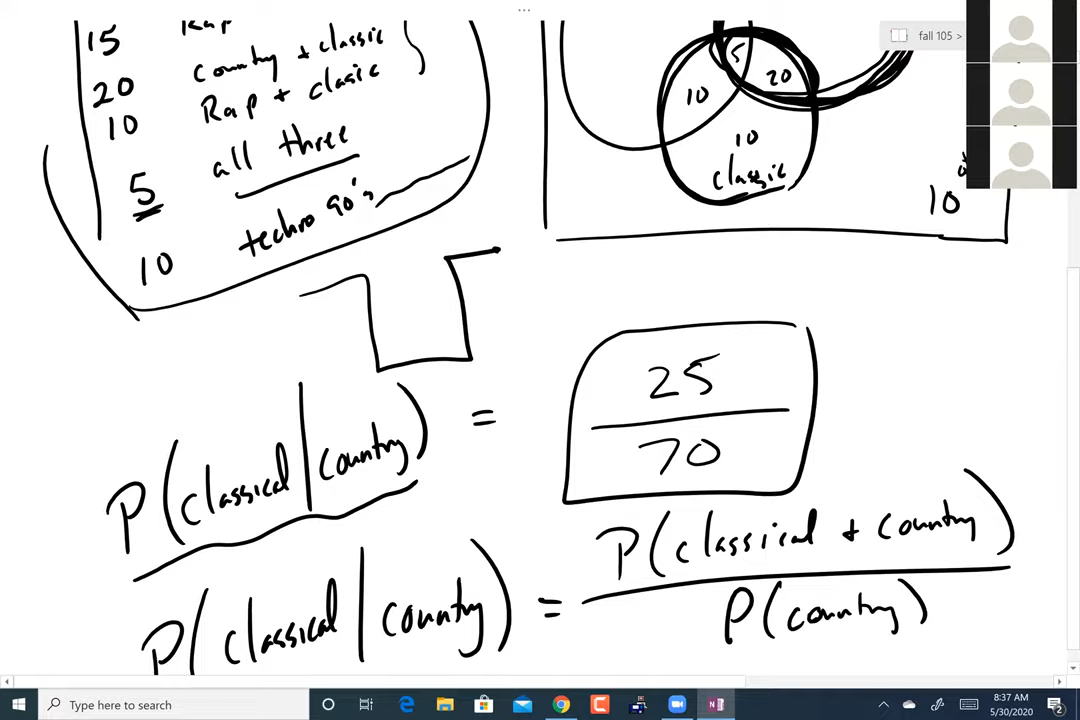 15 Rap
20 country + classic
10 Rap + clasic
5 all three
10 techno 90's
5
20
10
10
classic
10
fall 105 >
P(classical | country) = 25/70
P(classical | country) = P(classical + country) / P(country)
Type here to search
8:37 AM
5/30/2020
2